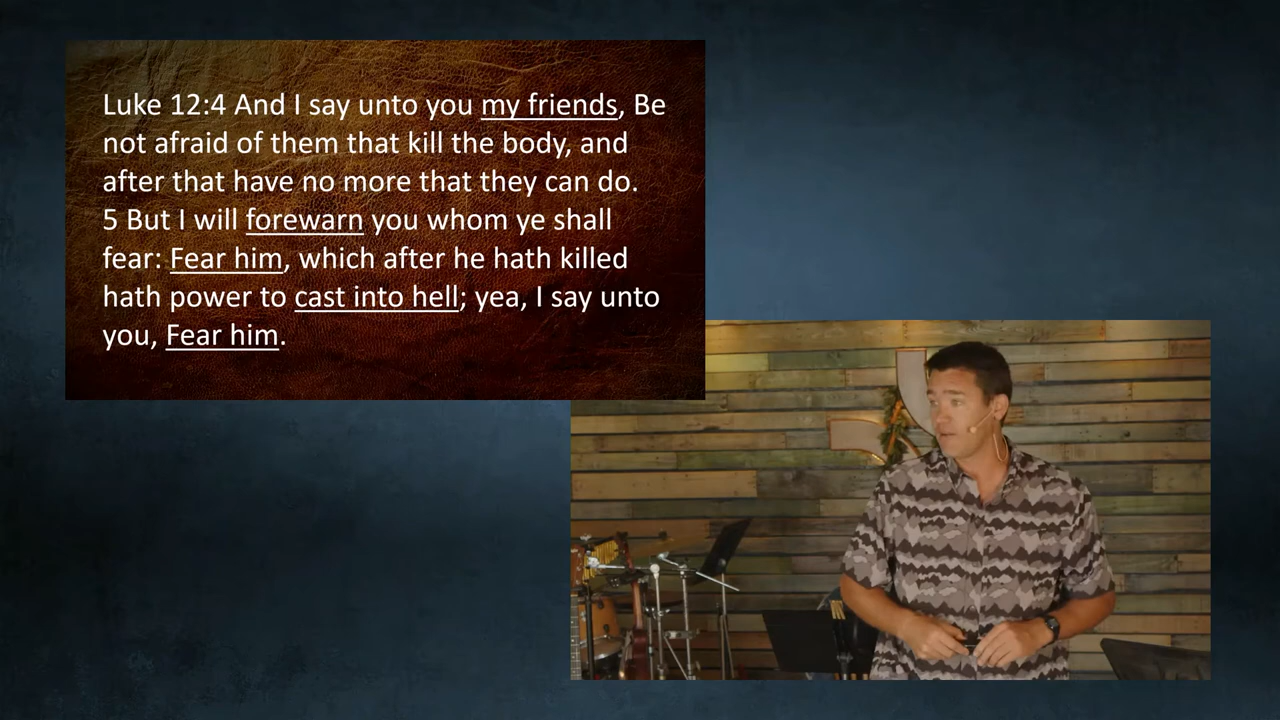 Luke 12:4 And I say unto you my friends, Be
not afraid of them that kill the body, and
after that have no more that they can do.
5 But I will forewarn you whom ye shall
fear: Fear him, which after he hath killed
hath power to cast into hell; yea, I say unto
you, Fear him.